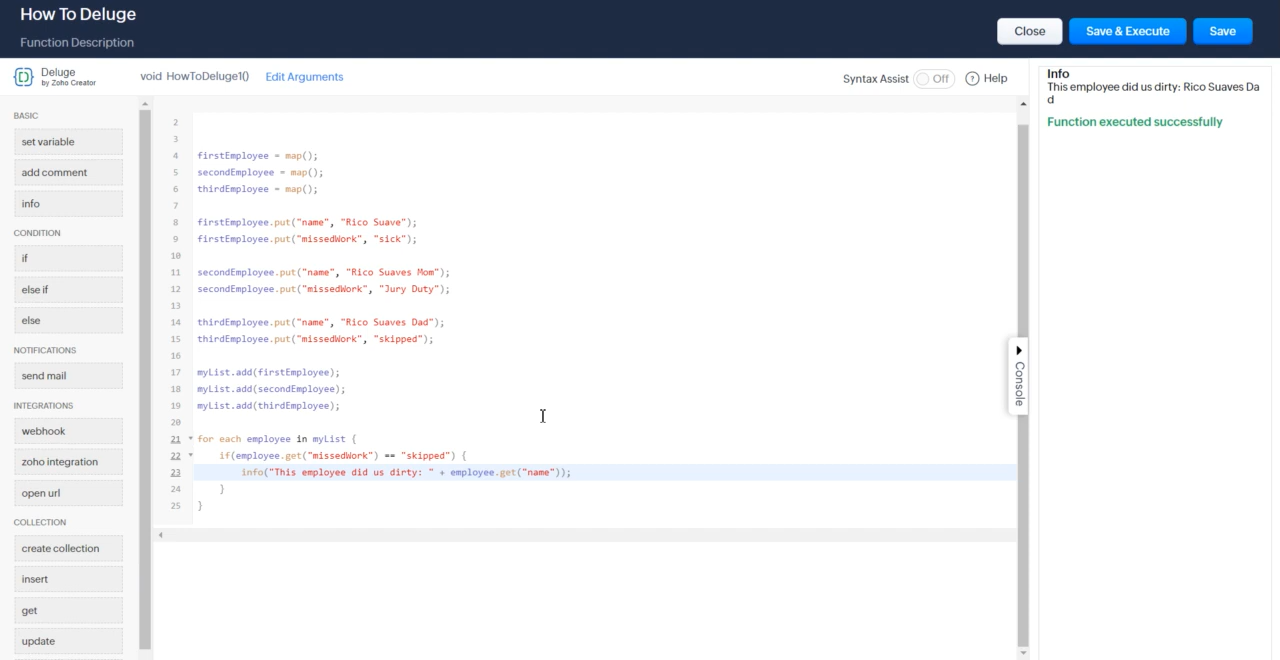 How To Deluge
Function Description
Close
Save & Execute
Save
Deluge
by Zoho Creator
void HowToDeluge1()
Edit Arguments
Syntax Assist
Off
? Help
BASIC
set variable
add comment
info
CONDITION
if
else if
else
NOTIFICATIONS
send mail
INTEGRATIONS
webhook
zoho integration
open url
COLLECTION
create collection
insert
get
update
2
3
4 firstEmployee = map();
5 secondEmployee = map();
6 thirdEmployee = map();
7
8 firstEmployee.put("name", "Rico Suave");
9 firstEmployee.put("missedWork", "sick");
10
11 secondEmployee.put("name", "Rico Suaves Mom");
12 secondEmployee.put("missedWork", "Jury Duty");
13
14 thirdEmployee.put("name", "Rico Suaves Dad");
15 thirdEmployee.put("missedWork", "skipped");
16
17 myList.add(firstEmployee);
18 myList.add(secondEmployee);
19 myList.add(thirdEmployee);
20
21 for each employee in myList {
22 if(employee.get("missedWork") == "skipped") {
23 info("This employee did us dirty: " + employee.get("name"));
24 }
25 }
Console
Info
This employee did us dirty: Rico Suaves Da
d
Function executed successfully